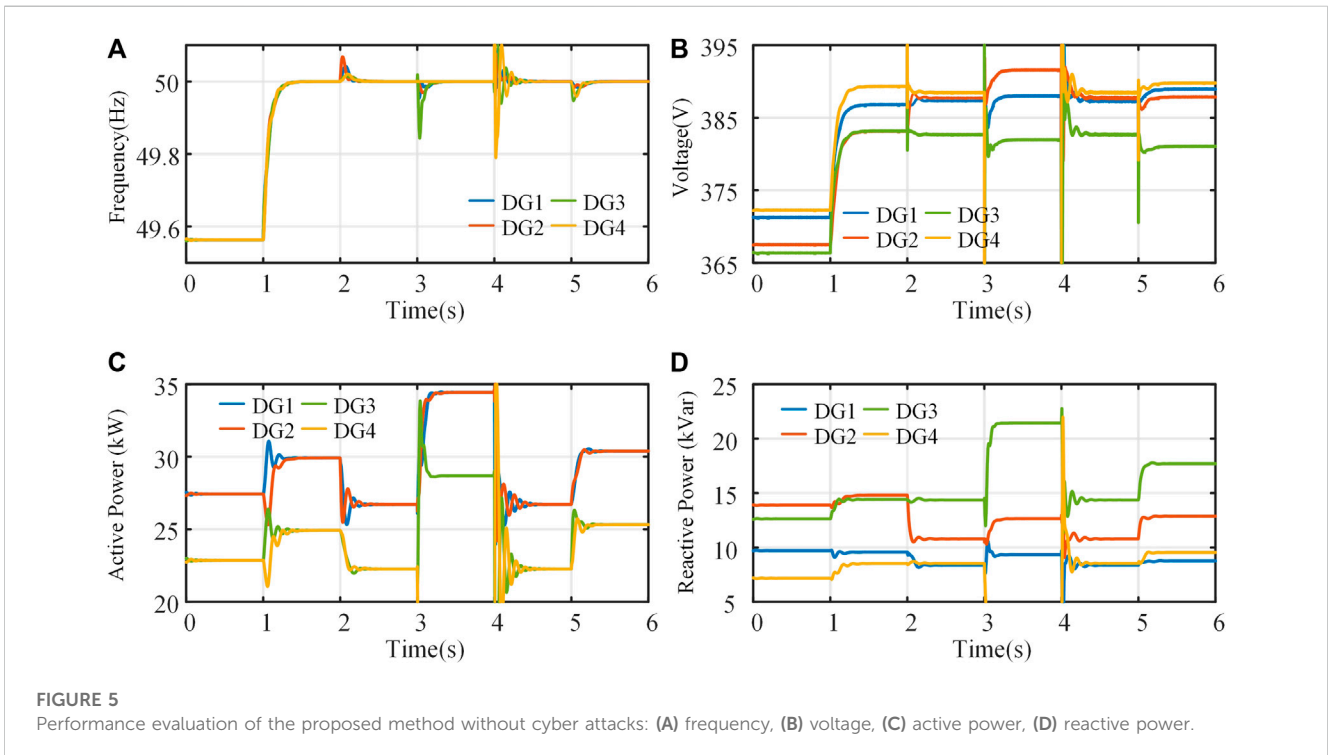 A
Frequency(Hz)
50
49.8
49.6
DG1
DG2
DG3
DG4
0 1 2 3 4 5 6
Time(s)
B
Voltage(V)
395
385
375
365
DG1
DG2
DG3
DG4
0 1 2 3 4 5 6
Time(s)
C
Active Power (kW)
35
30
25
20
DG1
DG2
DG3
DG4
0 1 2 3 4 5 6
Time(s)
D
Reactive Power (kVar)
25
20
15
10
5
DG1
DG2
DG3
DG4
0 1 2 3 4 5 6
Time(s)
FIGURE 5
Performance evaluation of the proposed method without cyber attacks: (A) frequency, (B) voltage, (C) active power, (D) reactive power.